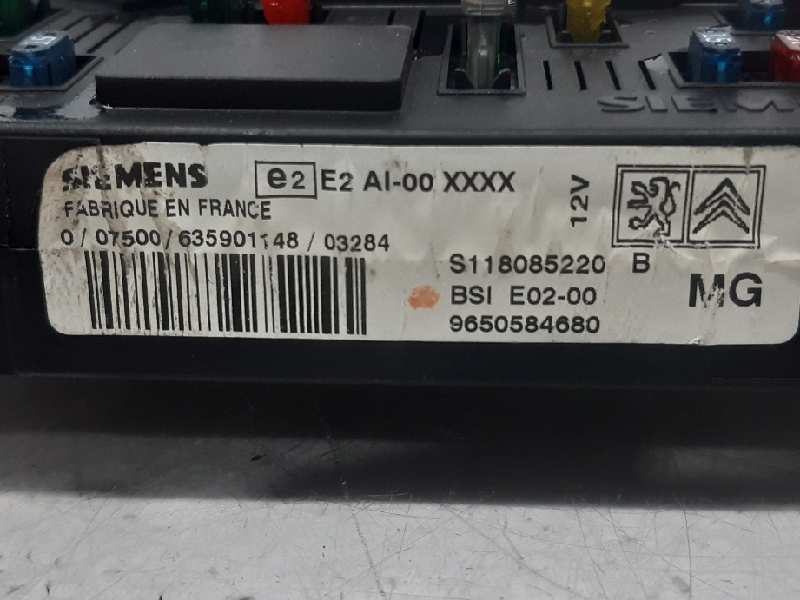 SIEMENS
SIEMENS e2 E2 AI-00 XXXX
FABRIQUE EN FRANCE
12V
0 / 07500 / 635901148 / 03284
S118085220 B
BSI E02-00
MG
9650584680